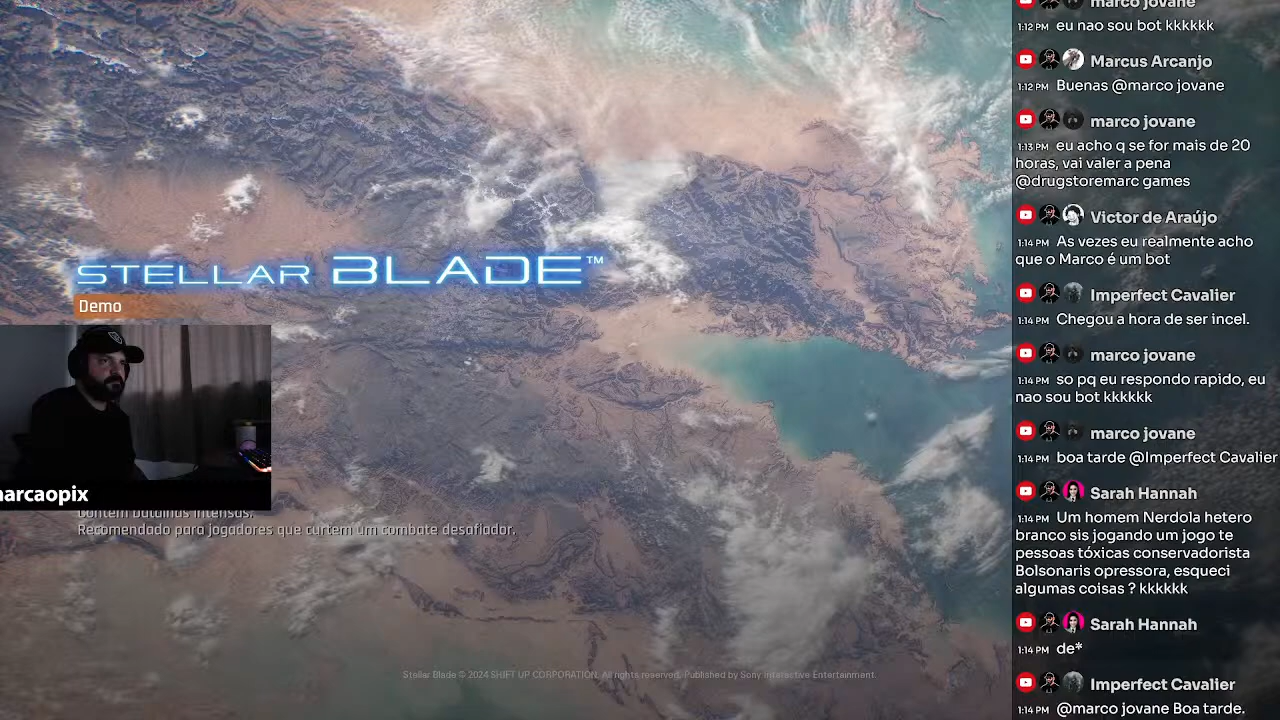 STELLAR BLADE™
Demo
arcaopix
Contém batalhas intensas.
Recomendado para jogadores que curtem um combate desafiador.
Stellar Blade © 2024 SHIFT UP CORPORATION. All rights reserved. Published by Sony Interactive Entertainment.
marco jovane
1:12 PM eu nao sou bot kkkkkk
Marcus Arcanjo
1:12 PM Buenas @marco jovane
marco jovane
1:13 PM eu acho q se for mais de 20
horas, vai valer a pena
@drugstoremarc games
Victor de Araújo
1:14 PM As vezes eu realmente acho
que o Marco é um bot
Imperfect Cavalier
1:14 PM Chegou a hora de ser incel.
marco jovane
1:14 PM so pq eu respondo rapido, eu
nao sou bot kkkkkk
marco jovane
1:14 PM boa tarde @Imperfect Cavalier
Sarah Hannah
1:14 PM Um homem Nerdola hetero
branco sis jogando um jogo te
pessoas tóxicas conservadorista
Bolsonaris opressora, esqueci
algumas coisas ? kkkkkk
Sarah Hannah
1:14 PM de*
Imperfect Cavalier
1:14 PM @marco jovane Boa tarde.